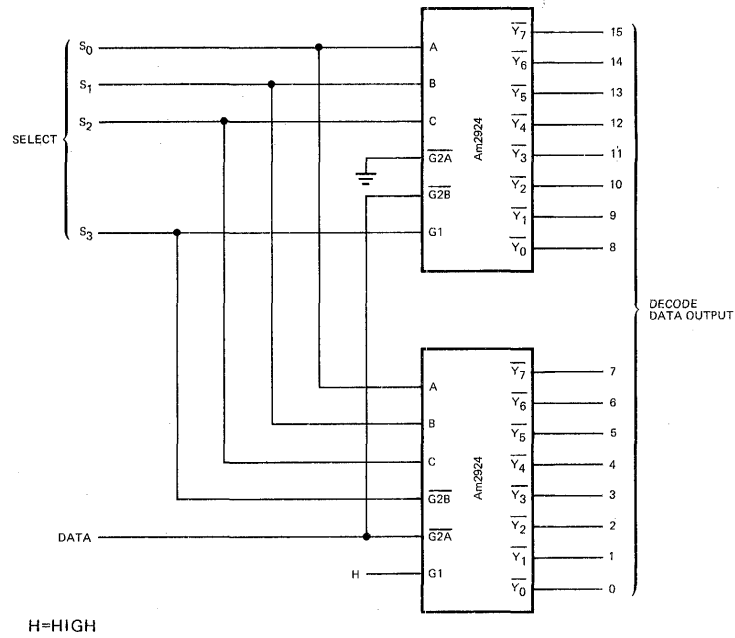 SELECT
S0
S1
S2
S3
A
B
C
G2A
G2B
G1
Am2924
Y7 15
Y6 14
Y5 13
Y4 12
Y3 11
Y2 10
Y1 9
Y0 8
DECODE
DATA OUTPUT
A
B
C
G2B
G2A
G1
Am2924
Y7 7
Y6 6
Y5 5
Y4 4
Y3 3
Y2 2
Y1 1
Y0 0
DATA
H
H=HIGH